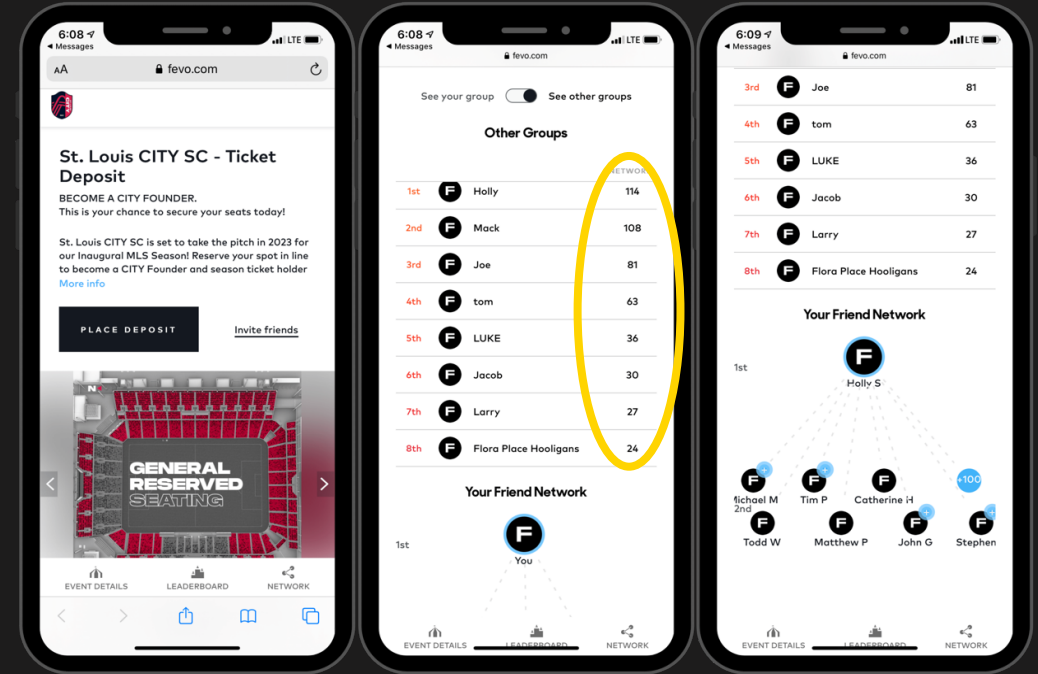 6:08
Messages
LTE
AA
fevo.com
St. Louis CITY SC - Ticket
Deposit
BECOME A CITY FOUNDER.
This is your chance to secure your seats today!
St. Louis CITY SC is set to take the pitch in 2023 for
our Inaugural MLS Season! Reserve your spot in line
to become a CITY Founder and season ticket holder
More info
PLACE DEPOSIT
Invite friends
N
GENERAL
RESERVED
SEATING
EVENT DETAILS
LEADERBOARD
NETWORK
6:08
Messages
LTE
fevo.com
See your group
See other groups
Other Groups
NETWORK
1st F Holly 114
2nd F Mack 108
3rd F Joe 81
4th F tom 63
5th F LUKE 36
6th F Jacob 30
7th F Larry 27
8th F Flora Place Hooligans 24
Your Friend Network
1st
F
You
EVENT DETAILS
LEADERBOARD
NETWORK
6:09
Messages
LTE
fevo.com
3rd F Joe 81
4th F tom 63
5th F LUKE 36
6th F Jacob 30
7th F Larry 27
8th F Flora Place Hooligans 24
Your Friend Network
1st
F
Holly S
F + F + F +100
Michael M Tim P Catherine H
2nd
F F F + F +
Todd W Matthew P John G Stephen
EVENT DETAILS
LEADERBOARD
NETWORK